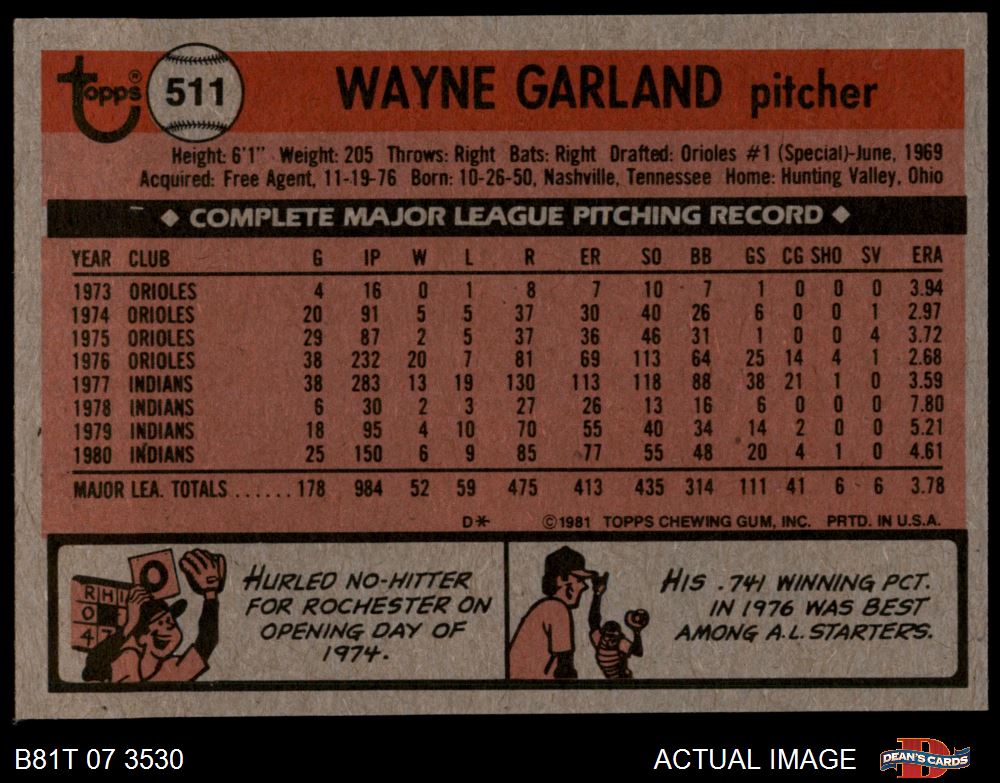 topps® 511 WAYNE GARLAND pitcher
Height: 6'1" Weight: 205 Throws: Right Bats: Right Drafted: Orioles #1 (Special)-June, 1969
Acquired: Free Agent, 11-19-76 Born: 10-26-50, Nashville, Tennessee Home: Hunting Valley, Ohio
◆ COMPLETE MAJOR LEAGUE PITCHING RECORD ◆
YEAR CLUB G IP W L R ER SO BB GS CG SHO SV ERA
1973 ORIOLES 4 16 0 1 8 7 10 7 1 0 0 0 3.94
1974 ORIOLES 20 91 5 5 37 30 40 26 6 0 0 1 2.97
1975 ORIOLES 29 87 2 5 37 36 46 31 1 0 0 4 3.72
1976 ORIOLES 38 232 20 7 81 69 113 64 25 14 4 1 2.68
1977 INDIANS 38 283 13 19 130 113 118 88 38 21 1 0 3.59
1978 INDIANS 6 30 2 3 27 26 13 16 6 0 0 0 7.80
1979 INDIANS 18 95 4 10 70 55 40 34 14 2 0 0 5.21
1980 INDIANS 25 150 6 9 85 77 55 48 20 4 1 0 4.61
MAJOR LEA. TOTALS ...... 178 984 52 59 475 413 435 314 111 41 6 6 3.78
D* ©1981 TOPPS CHEWING GUM, INC. PRTD. IN U.S.A.
R H
0
0 4
HURLED NO-HITTER
FOR ROCHESTER ON
OPENING DAY OF
1974.
HIS .741 WINNING PCT.
IN 1976 WAS BEST
AMONG A.L. STARTERS.
B81T 07 3530 ACTUAL IMAGE DEAN'S CARDS